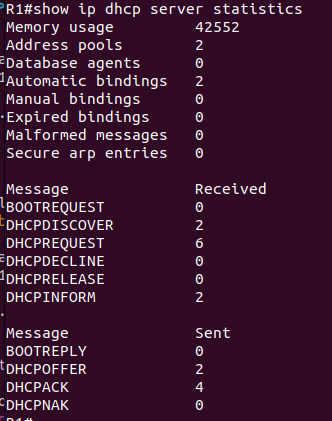 R1#show ip dhcp server statistics
Memory usage 42552
Address pools 2
Database agents 0
Automatic bindings 2
Manual bindings 0
Expired bindings 0
Malformed messages 0
Secure arp entries 0
Message Received
BOOTREQUEST 0
DHCPDISCOVER 2
DHCPREQUEST 6
DHCPDECLINE 0
DHCPRELEASE 0
DHCPINFORM 2
Message Sent
BOOTREPLY 0
DHCPOFFER 2
DHCPACK 4
DHCPNAK 0
R1#